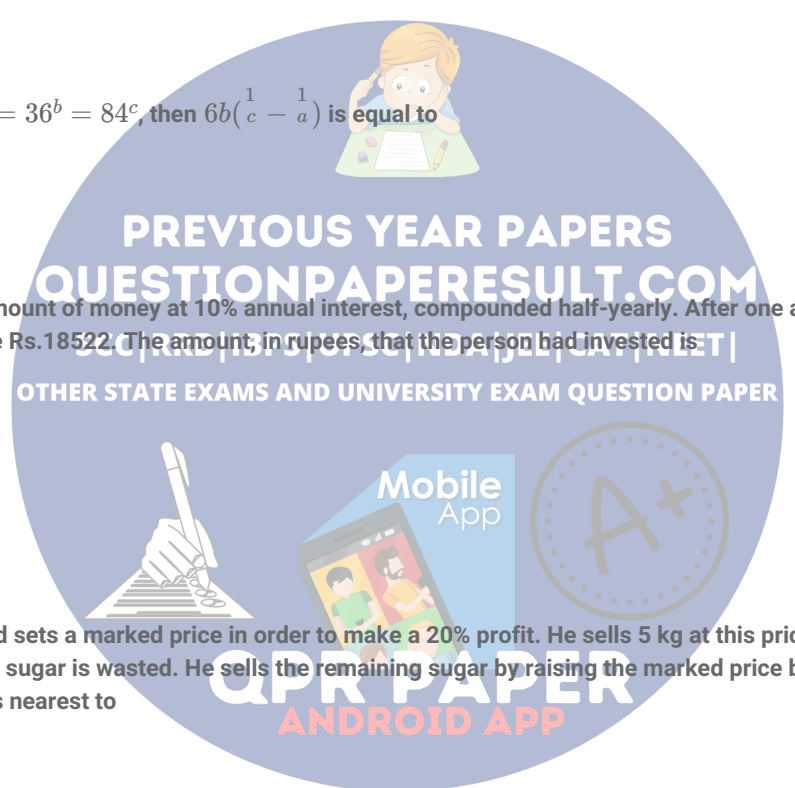 = 36^b = 84^c, then 6b(1/c − 1/a) is equal to
PREVIOUS YEAR PAPERS
QUESTIONPAPERESULT.COM
nount of money at 10% annual interest, compounded half-yearly. After one a
e Rs.18522. The amount, in rupees, that the person had invested is
SCC|RRB|IBPS|UPSC|NDA|JEE|CAT|NEET|
OTHER STATE EXAMS AND UNIVERSITY EXAM QUESTION PAPER
Mobile
App
A+
d sets a marked price in order to make a 20% profit. He sells 5 kg at this pric
sugar is wasted. He sells the remaining sugar by raising the marked price b
s nearest to
QPR PAPER
ANDROID APP